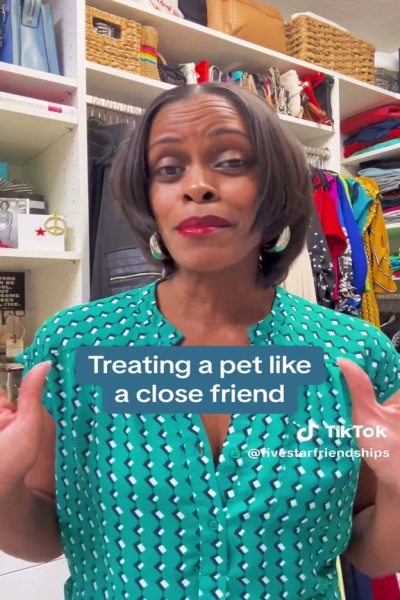 Treating a pet like
a close friend
TikTok
@fivestarfriendships